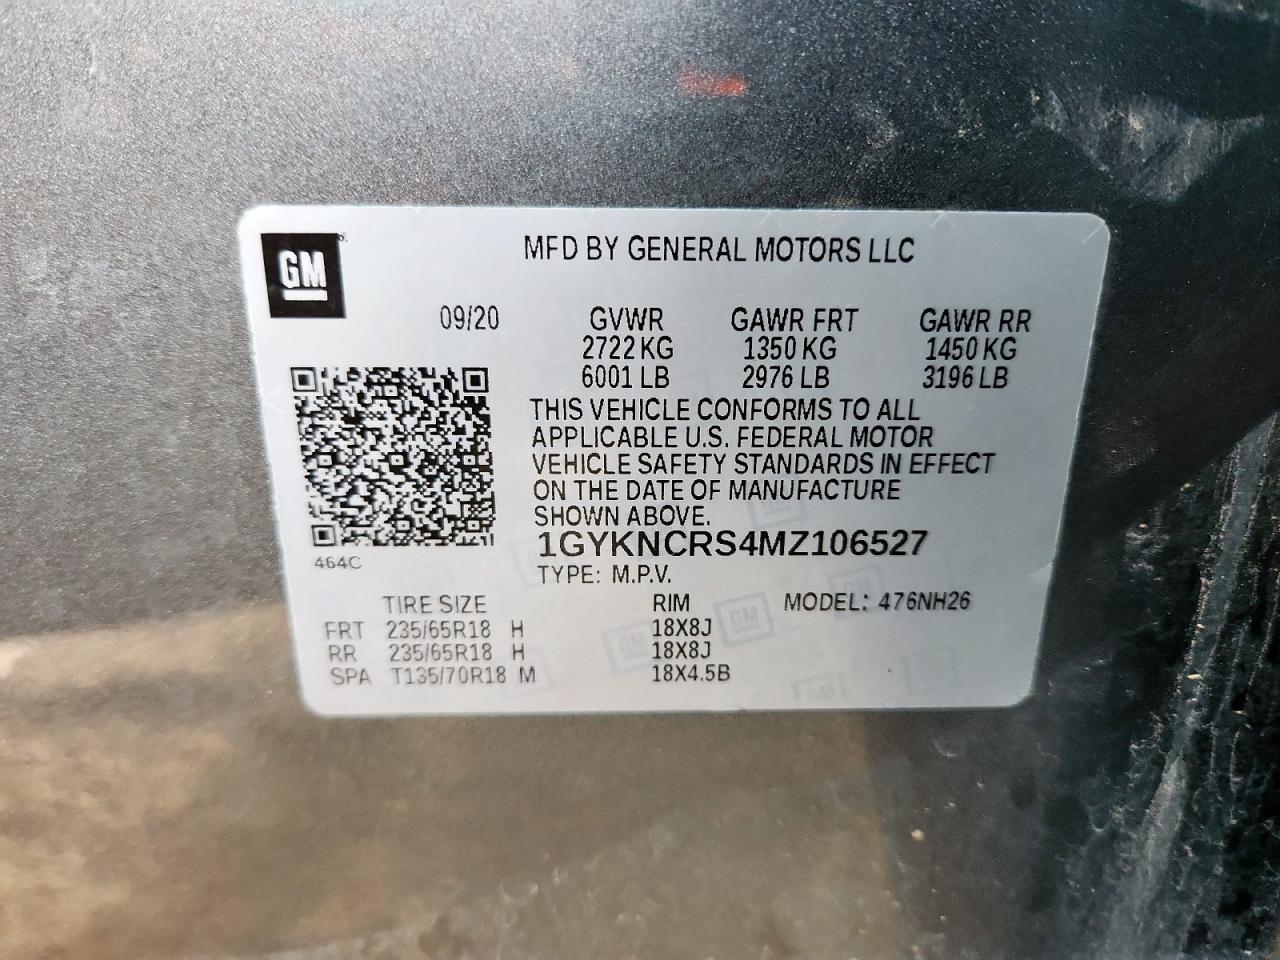 GM
MFD BY GENERAL MOTORS LLC
09/20 GVWR GAWR FRT GAWR RR
2722 KG 1350 KG 1450 KG
6001 LB 2976 LB 3196 LB
THIS VEHICLE CONFORMS TO ALL
APPLICABLE U.S. FEDERAL MOTOR
VEHICLE SAFETY STANDARDS IN EFFECT
ON THE DATE OF MANUFACTURE
SHOWN ABOVE.
1GYKNCRS4MZ106527
464C
TYPE: M.P.V.
TIRE SIZE RIM MODEL: 476NH26
FRT 235/65R18 H 18X8J
RR 235/65R18 H 18X8J
SPA T135/70R18 M 18X4.5B